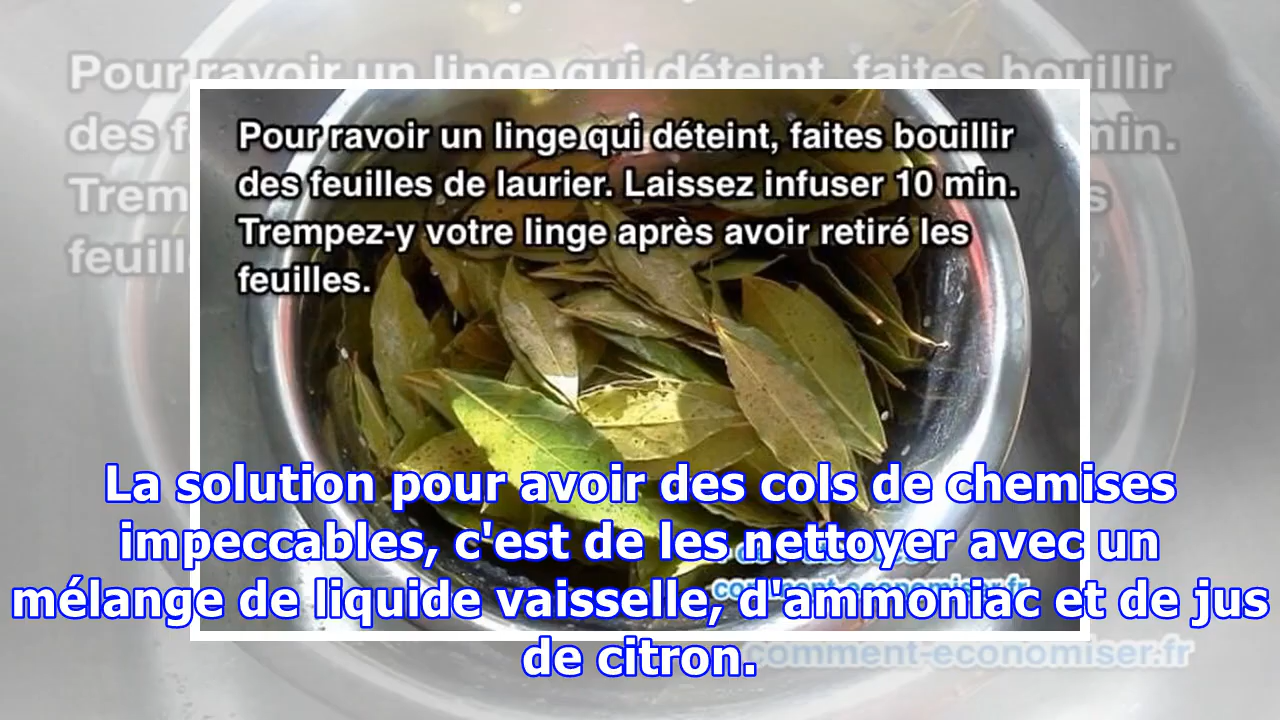 Pour ravoir un linge qui déteint, faites bouillir
des feuilles de laurier. Laissez infuser 10 min.
Trempez-y votre linge après avoir retiré les
feuilles.
La solution pour avoir des cols de chemises
impeccables, c'est de les nettoyer avec un
mélange de liquide vaisselle, d'ammoniac et de jus
de citron.
comment-economiser.fr